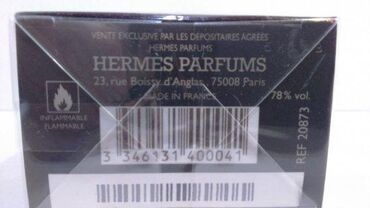 VENTE EXCLUSIVE PAR LES DÉPOSITAIRES AGRÉÉS
HERMÈS PARFUMS
HERMÈS PARFUMS
23, rue Boissy d'Anglas, 75008 Paris
MADE IN FRANCE
78% vol.
INFLAMMABLE
FLAMMABLE
3 346131 400041
REF 20873